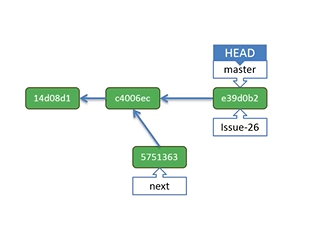 HEAD
master
14d08d1
c4006ec
e39d0b2
Issue-26
5751363
next